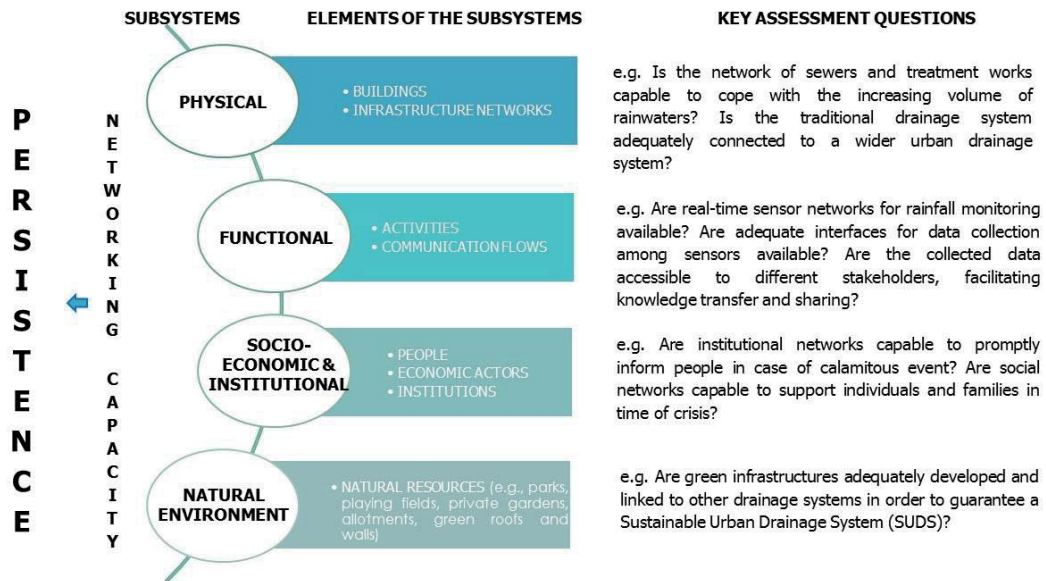 SUBSYSTEMS
ELEMENTS OF THE SUBSYSTEMS
KEY ASSESSMENT QUESTIONS
PERSISTENCE
NETWORKING CAPACITY
PHYSICAL
• BUILDINGS
• INFRASTRUCTURE NETWORKS
e.g. Is the network of sewers and treatment works
capable to cope with the increasing volume of
rainwaters? Is the traditional drainage system
adequately connected to a wider urban drainage
system?
FUNCTIONAL
• ACTIVITIES
• COMMUNICATION FLOWS
e.g. Are real-time sensor networks for rainfall monitoring
available? Are adequate interfaces for data collection
among sensors available? Are the collected data
accessible to different stakeholders, facilitating
knowledge transfer and sharing?
SOCIO-
ECONOMIC &
INSTITUTIONAL
• PEOPLE
• ECONOMIC ACTORS
• INSTITUTIONS
e.g. Are institutional networks capable to promptly
inform people in case of calamitous event? Are social
networks capable to support individuals and families in
time of crisis?
NATURAL
ENVIRONMENT
• NATURAL RESOURCES (e.g., parks,
playing fields, private gardens,
allotments, green roofs and
walls)
e.g. Are green infrastructures adequately developed and
linked to other drainage systems in order to guarantee a
Sustainable Urban Drainage System (SUDS)?